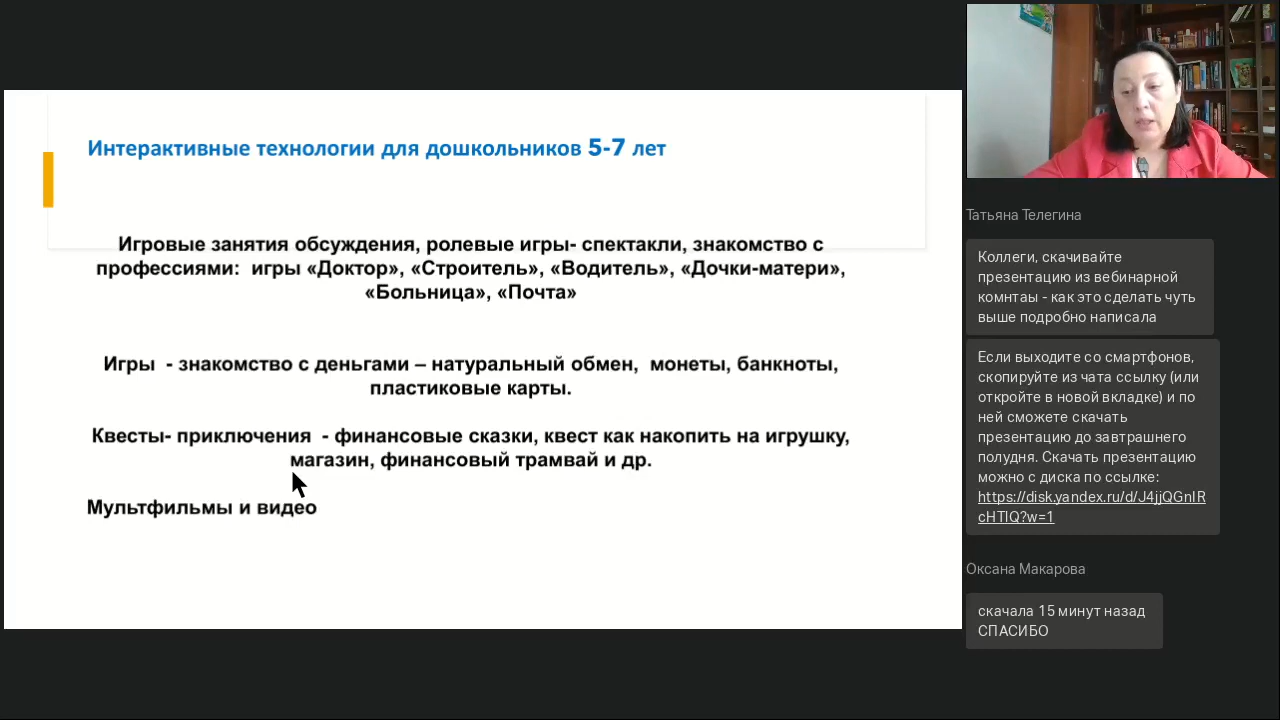 Интерактивные технологии для дошкольников 5-7 лет
Игровые занятия обсуждения, ролевые игры- спектакли, знакомство с
профессиями: игры «Доктор», «Строитель», «Водитель», «Дочки-матери»,
«Больница», «Почта»
Игры - знакомство с деньгами – натуральный обмен, монеты, банкноты,
пластиковые карты.
Квесты- приключения - финансовые сказки, квест как накопить на игрушку,
магазин, финансовый трамвай и др.
Мультфильмы и видео
Татьяна Телегина
Коллеги, скачивайте
презентацию из вебинарной
комнтаы - как это сделать чуть
выше подробно написала
Если выходите со смартфонов,
скопируйте из чата ссылку (или
откройте в новой вкладке) и по
ней сможете скачать
презентацию до завтрашнего
полудня. Скачать презентацию
можно с диска по ссылке:
https://disk.yandex.ru/d/J4jjQGnIR
cHTlQ?w=1
Оксана Макарова
скачала 15 минут назад
СПАСИБО